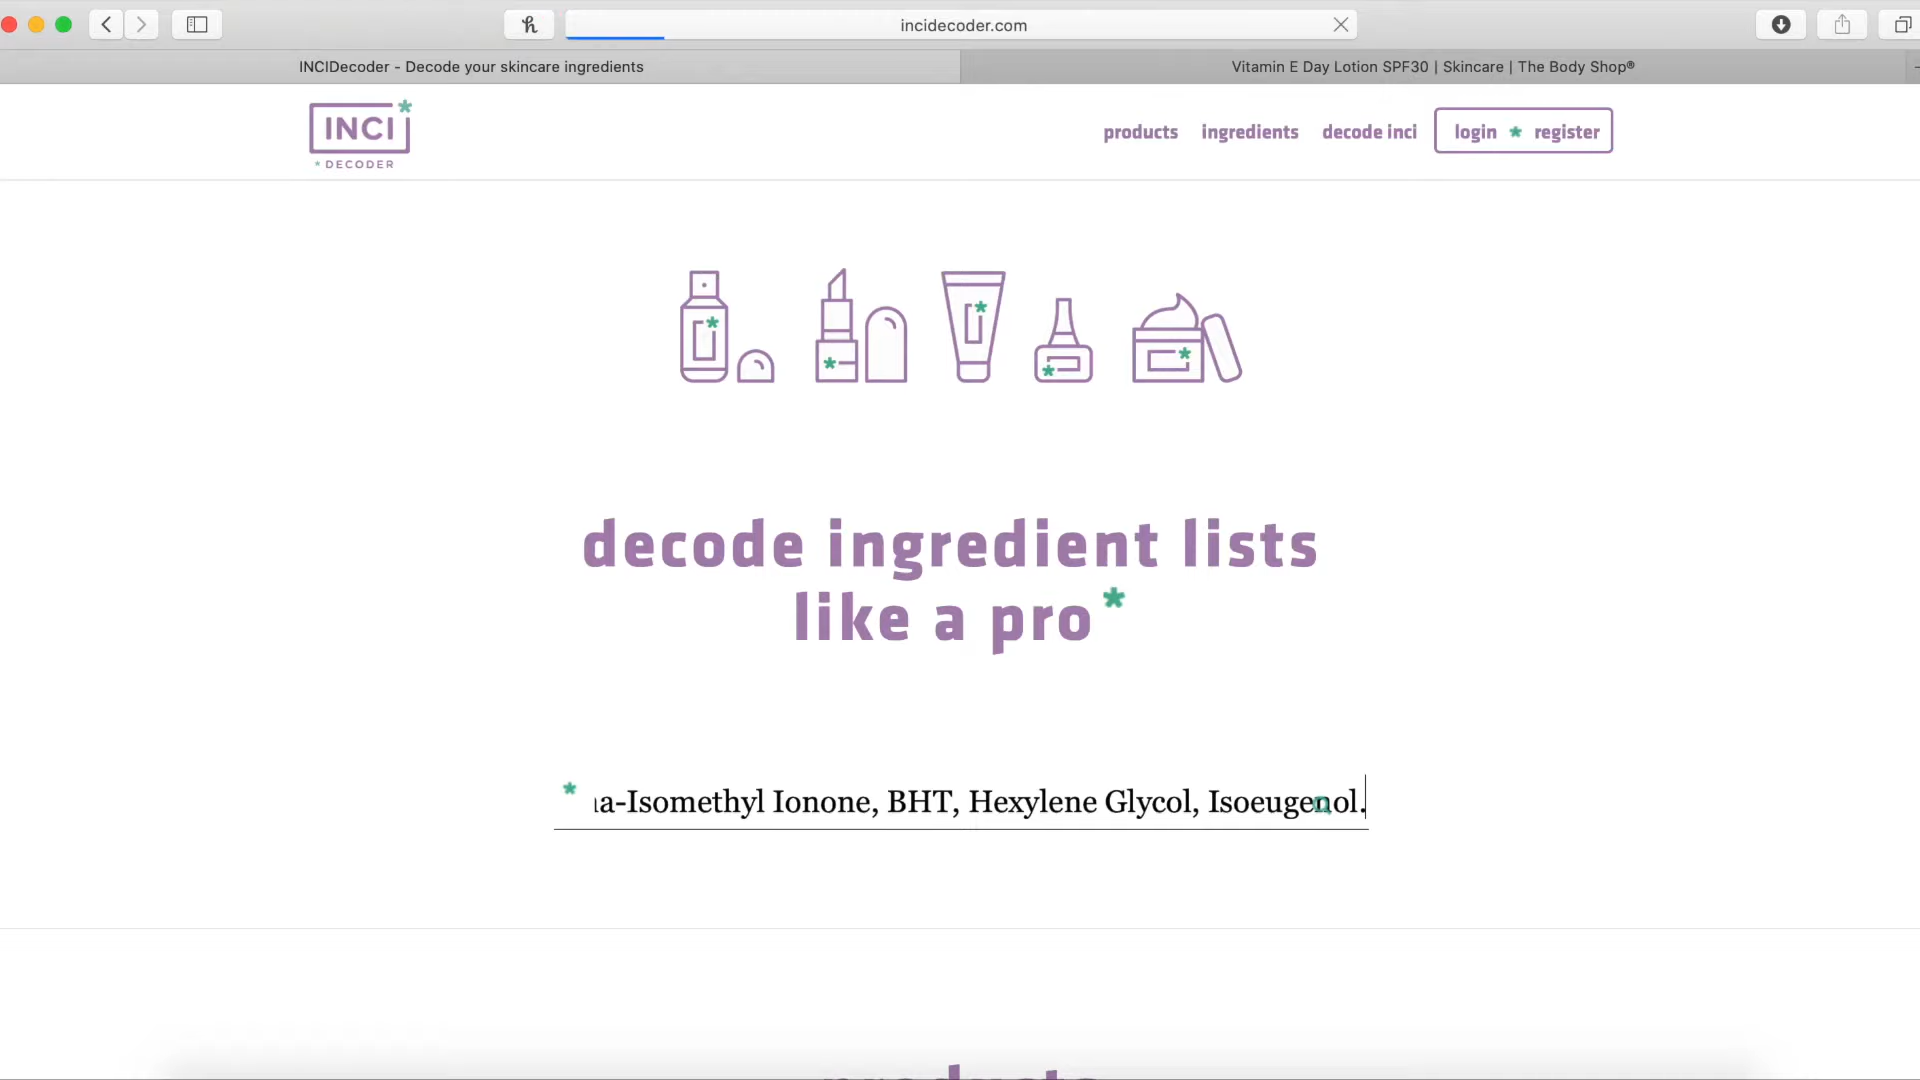 incidecoder.com
INCIDecoder - Decode your skincare ingredients
Vitamin E Day Lotion SPF30 | Skincare | The Body Shop®
INCI*
* DECODER
products ingredients decode inci login * register
decode ingredient lists
like a pro*
* a-Isomethyl Ionone, BHT, Hexylene Glycol, Isoeugenol.